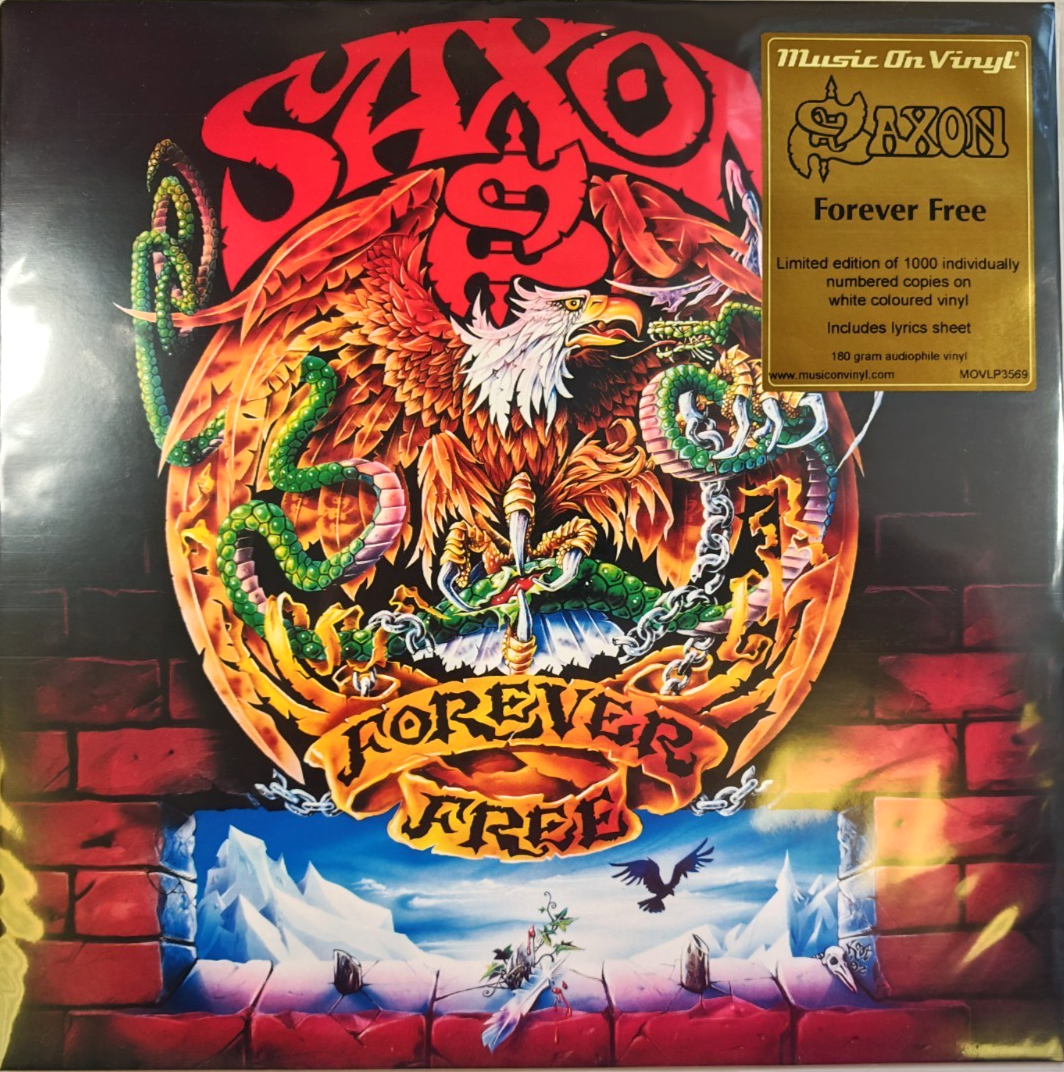 SAXON
S
Music On Vinyl®
SAXON
Forever Free
Limited edition of 1000 individually
numbered copies on
white coloured vinyl
Includes lyrics sheet
180 gram audiophile vinyl
www.musiconvinyl.com MOVLP3569
FOREVER
FREE